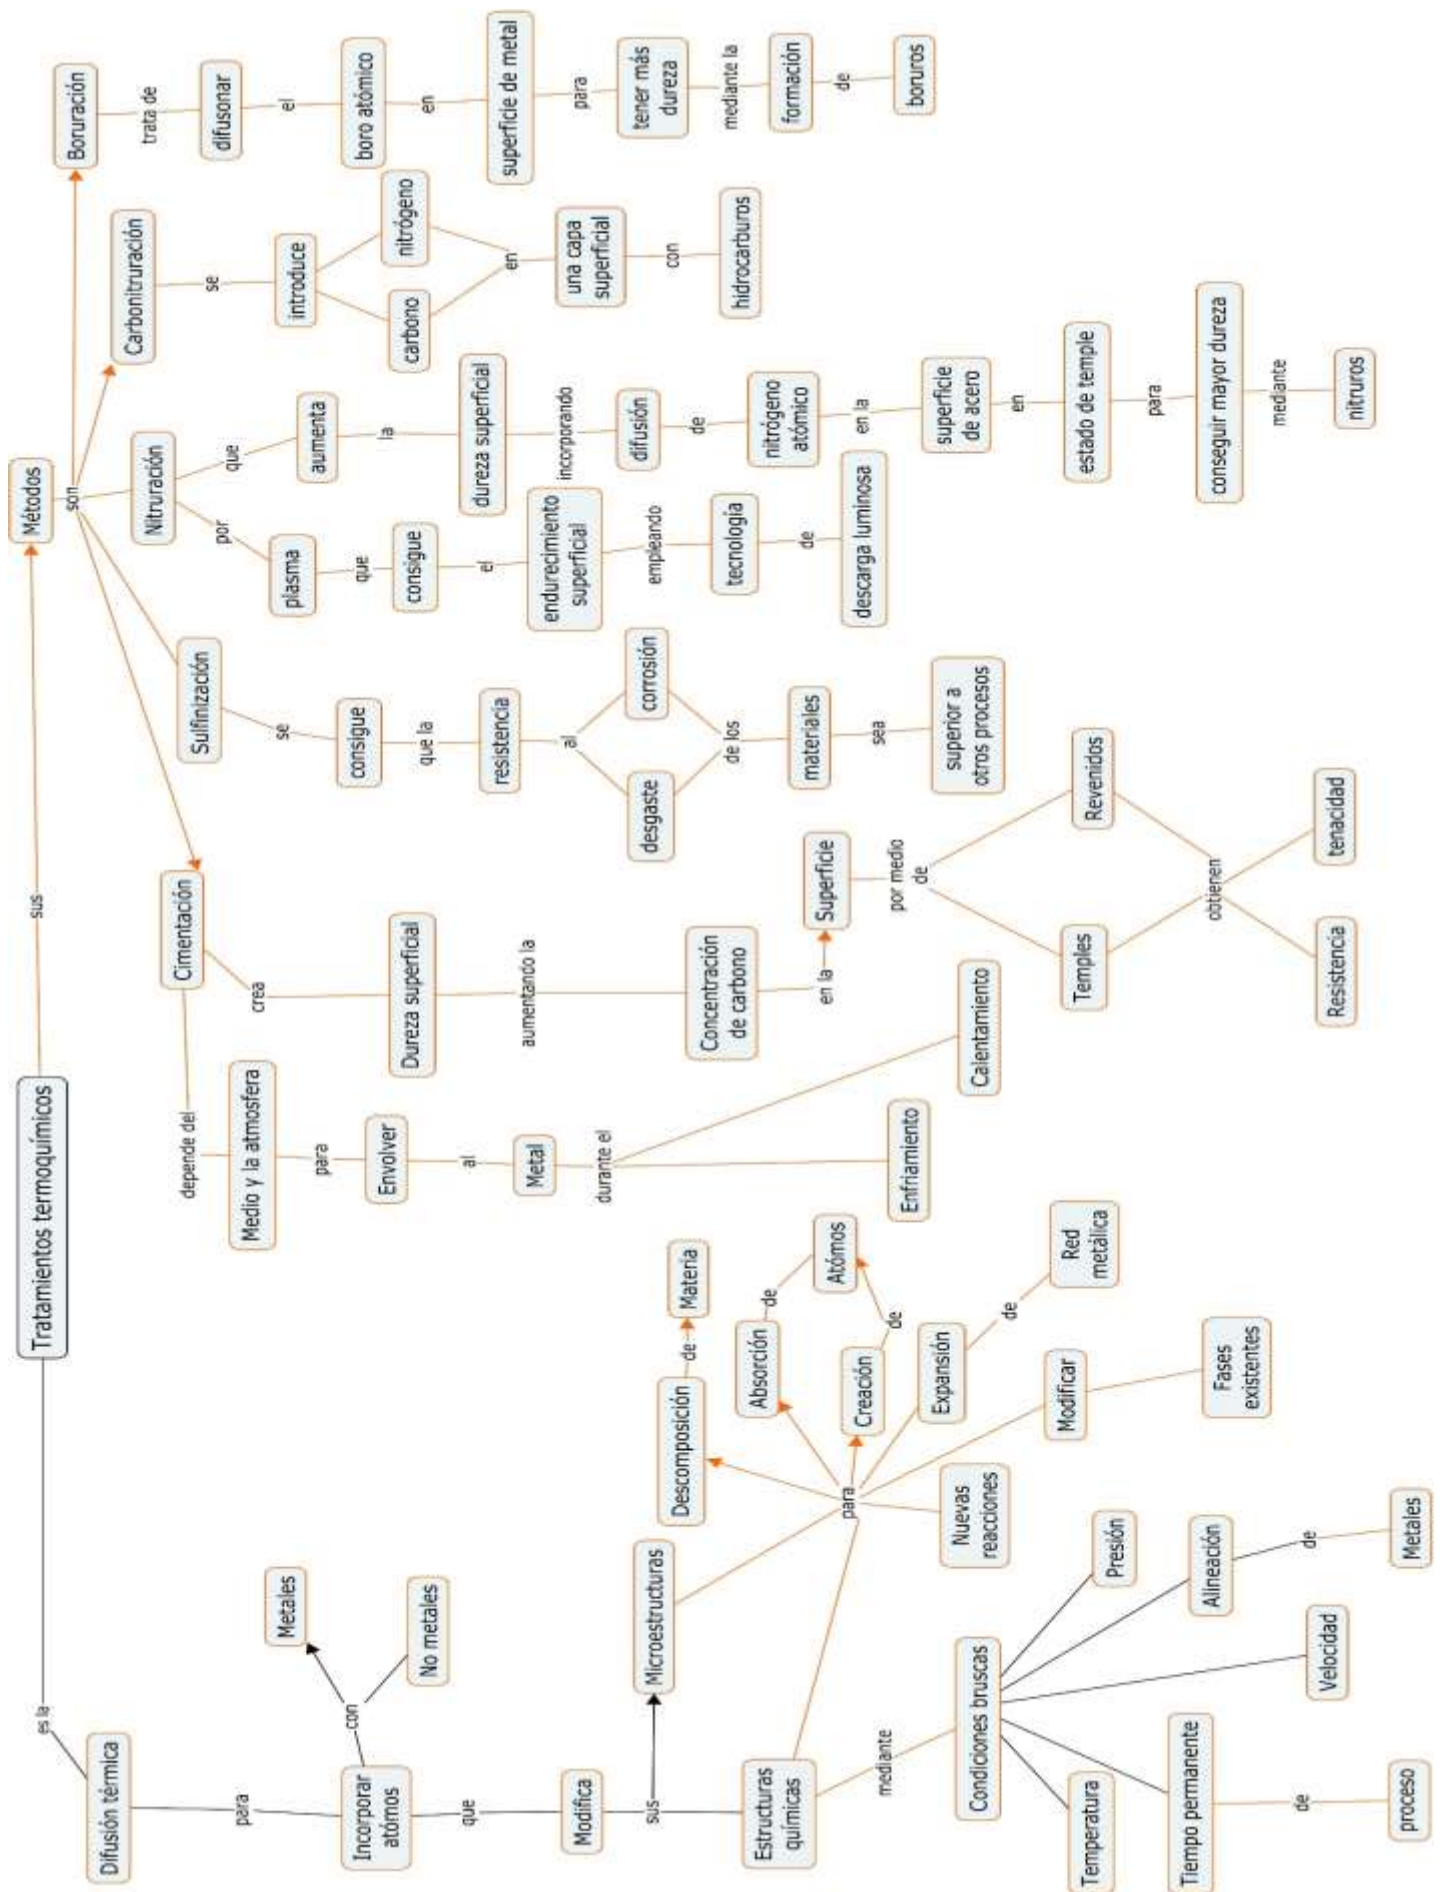 Tratamientos termoquímicos
es la
Difusión térmica
para
Incorporar
atómos
con
Metales
No metales
que
Modifica
sus
Microestructuras
Estructuras
químicas
para
Descomposición
de
Materia
Absorción
de
Atómos
Creación
de
Expansión
de
Red
metálica
Modificar
Fases
existentes
Nuevas
reacciones
mediante
Condiciones bruscas
Temperatura
Tiempo permanente
de
proceso
Velocidad
Alineación
de
Metales
Presión
sus
Métodos
son
Cimentación
depende del
Medio y la atmosfera
para
Envolver
al
Metal
durante el
Enfriamiento
Calentamiento
crea
Dureza superficial
aumentando la
Concentración
de carbono
en la
Superficie
por medio
de
Temples
Revenidos
obtienen
Resistencia
tenacidad
Sulfinización
se
consigue
que la
resistencia
al
desgaste
corrosión
de los
materiales
sea
superior a
otros procesos
Nitruración
por
plasma
que
consigue
el
endurecimiento
superficial
empleando
tecnología
de
descarga luminosa
que
aumenta
la
dureza superficial
incorporando
difusión
de
nitrógeno
atómico
en la
superficie
de acero
en
estado de temple
para
conseguir mayor dureza
mediante
nitruros
Carbonitruración
se
introduce
carbono
nitrógeno
en
una capa
superficial
con
hidrocarburos
Boruración
trata de
difusonar
el
boro atómico
en
superficie de metal
para
tener más
dureza
mediante la
formación
de
boruros